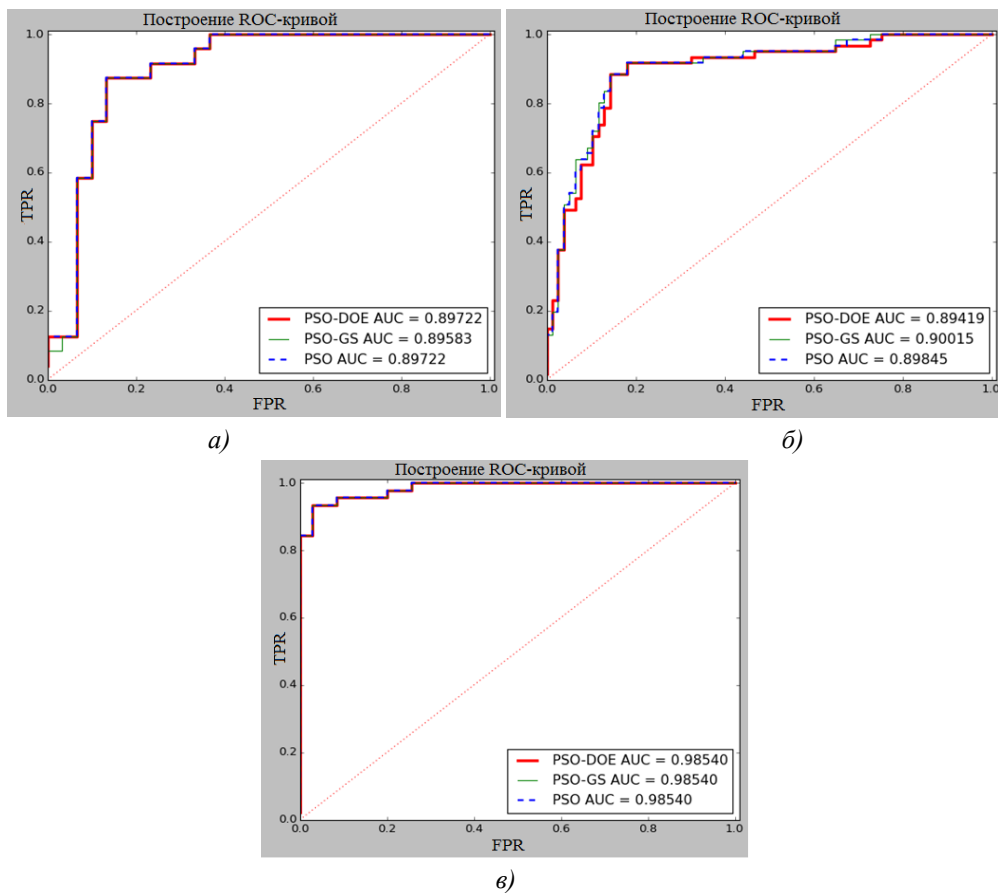 Построение ROC-кривой
1.0
0.8
0.6
0.4
0.2
0.0
TPR
0.0 0.2 0.4 0.6 0.8 1.0
FPR
PSO-DOE AUC = 0.89722
PSO-GS AUC = 0.89583
PSO AUC = 0.89722
а)
Построение ROC-кривой
1.0
0.8
0.6
0.4
0.2
0.0
TPR
0.0 0.2 0.4 0.6 0.8 1.0
FPR
PSO-DOE AUC = 0.89419
PSO-GS AUC = 0.90015
PSO AUC = 0.89845
б)
Построение ROC-кривой
1.0
0.8
0.6
0.4
0.2
0.0
TPR
0.0 0.2 0.4 0.6 0.8 1.0
FPR
PSO-DOE AUC = 0.98540
PSO-GS AUC = 0.98540
PSO AUC = 0.98540
в)